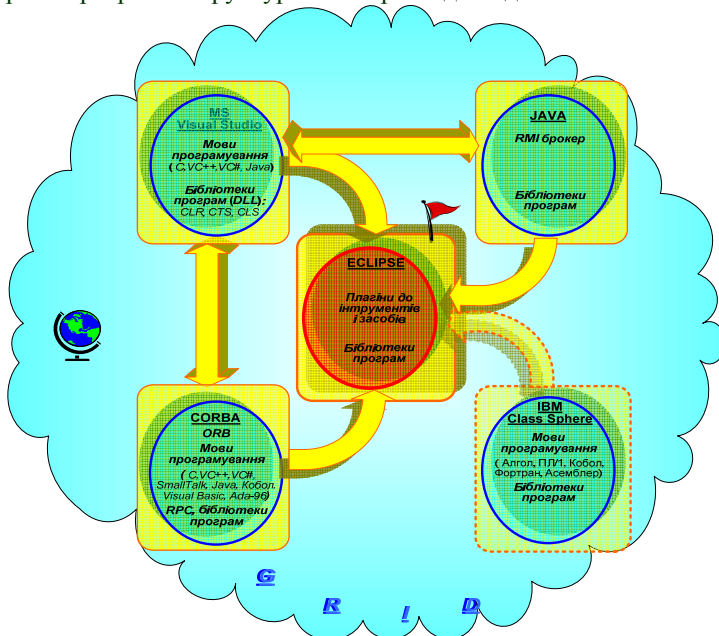 MS
Visual Studio
Мови
програмування
( C,VC++,VC#, Java)
Бібліотеки
програм (DLL):
CLR, CTS, CLS
JAVA
RMI брокер
Бібліотеки
програм
ECLIPSE
Плагіни до
інтрументів
і засобів
Бібліотеки
програм
CORBA
ORB
Мови
програмування
( C,VC++,VC#,
SmallTalk, Java, Кобол.
Visual Basic, Ada-96)
RPC, бібліотеки
програм
IBM
Class Sphere
Мови
програмування
( Алгол, ПЛ/1, Кобол.
Фортран, Асемблер)
Бібліотеки
програм
G R I D